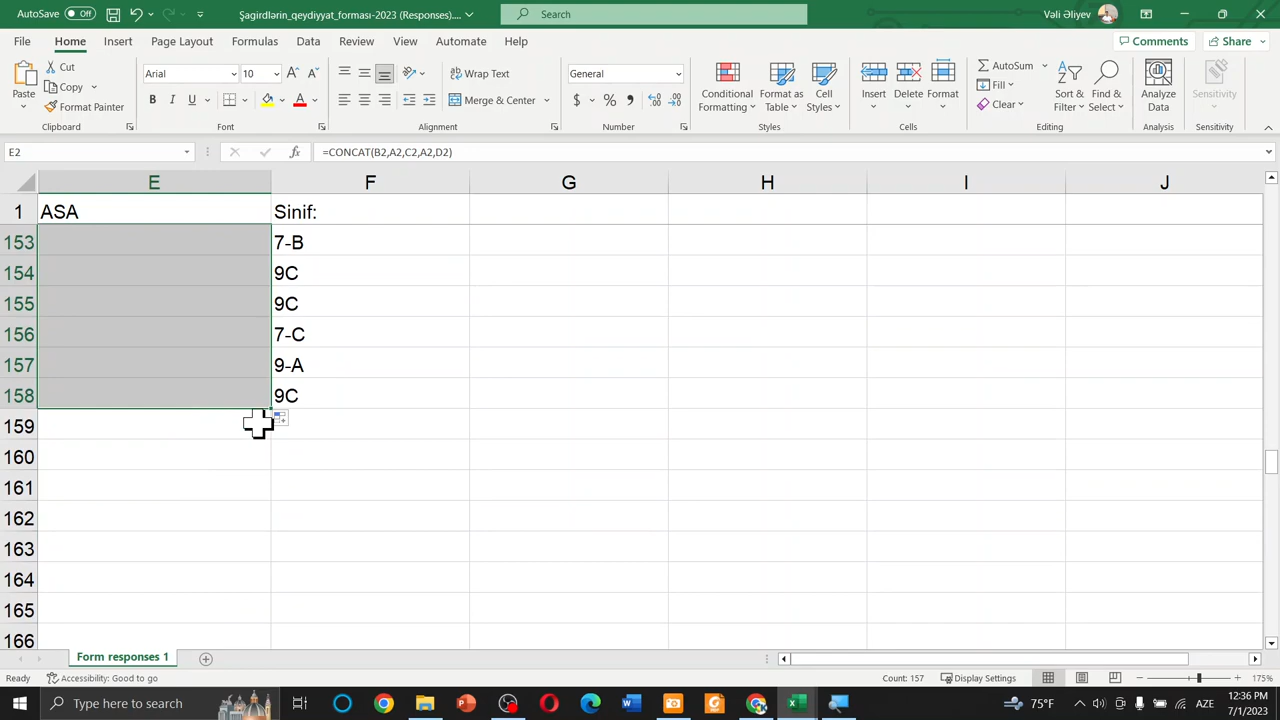 AutoSave Off Şagirdlərin_qeydiyyat_forması-2023 (Responses)... Search Vəli Əliyev
File Home Insert Page Layout Formulas Data Review View Automate Help Comments Share
Paste Cut Copy Format Painter Clipboard
Arial 10 B I U A Font
Wrap Text Merge & Center Alignment
General $ % , Number
Conditional Formatting Format as Table Cell Styles Styles
Insert Delete Format Cells
AutoSum Fill Clear Sort & Filter Find & Select Editing
Analyze Data Analysis
Sensitivity Sensitivity
E2 fx =CONCAT(B2,A2,C2,A2,D2)
E F G H I J
1 ASA Sinif:
153 7-B
154 9C
155 9C
156 7-C
157 9-A
158 9C
159
160
161
162
163
164
165
166
Form responses 1
Ready Accessibility: Good to go Count: 157 Display Settings 175%
Type here to search 75°F AZE 12:36 PM
7/1/2023